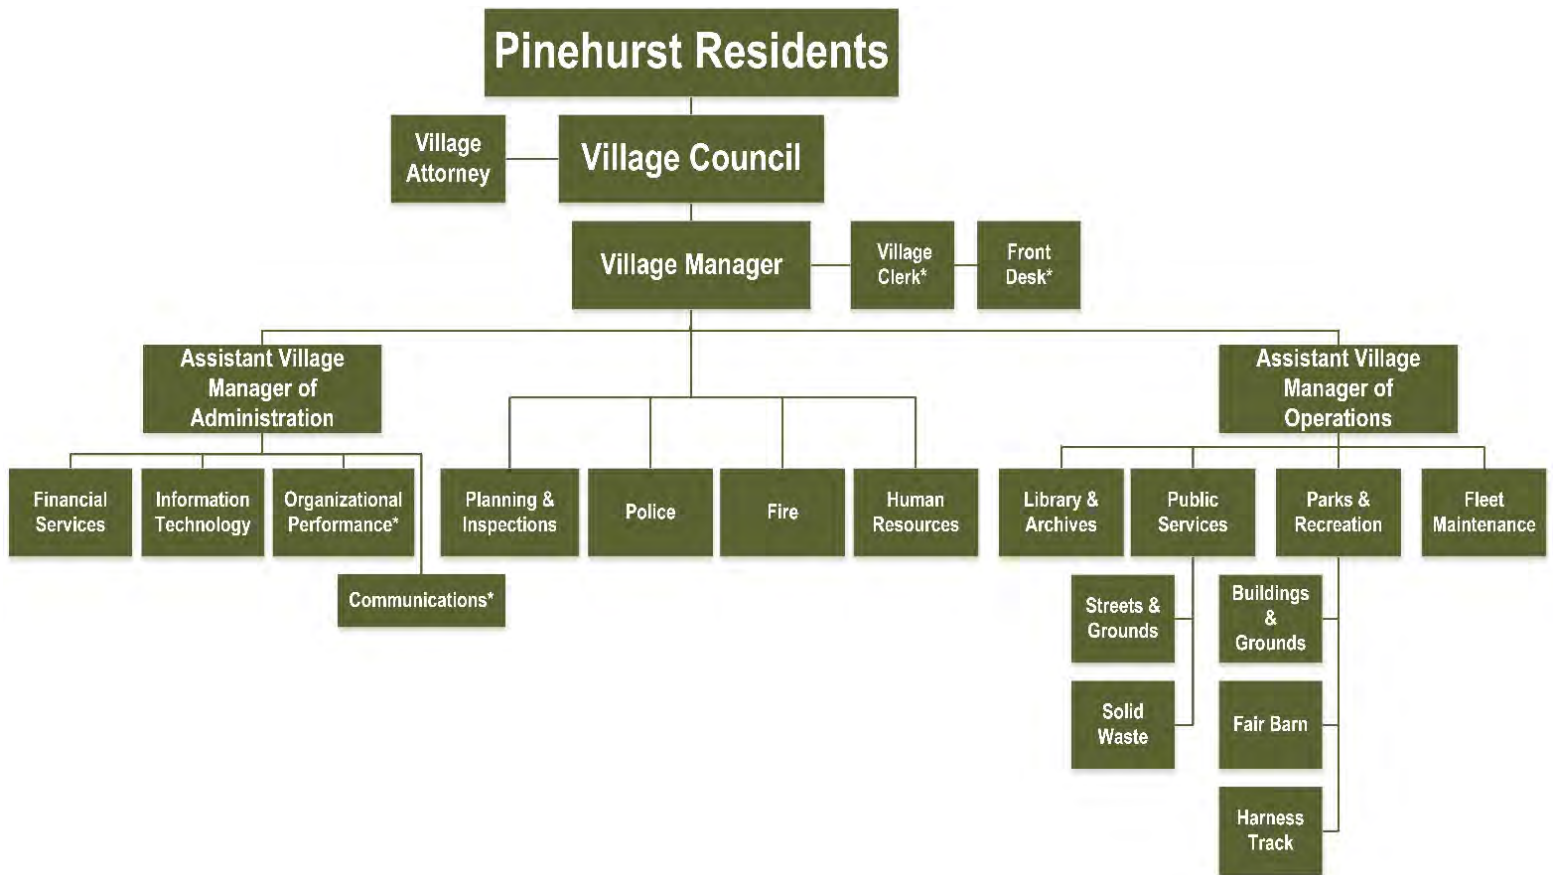 Pinehurst Residents
Village
Attorney
Village Council
Village Manager
Village
Clerk*
Front
Desk*
Assistant Village
Manager of
Administration
Assistant Village
Manager of
Operations
Financial
Services
Information
Technology
Organizational
Performance*
Planning &
Inspections
Police
Fire
Human
Resources
Library &
Archives
Public
Services
Parks &
Recreation
Fleet
Maintenance
Communications*
Streets &
Grounds
Buildings
&
Grounds
Solid
Waste
Fair Barn
Harness
Track